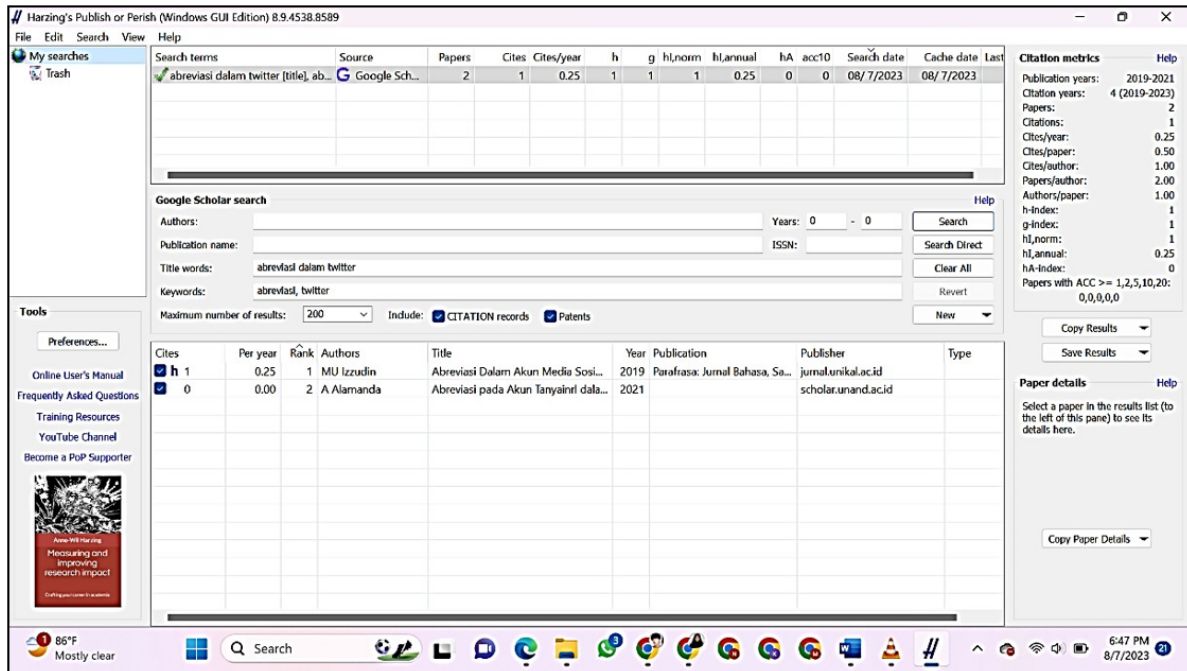 Harzing's Publish or Perish (Windows GUI Edition) 8.9.4538.8589
File Edit Search View Help
My searches
Trash
Search terms Source Papers Cites Cites/year h g hI,norm hI,annual hA acc10 Search date Cache date Last
abreviasi dalam twitter [title], ab... Google Sch... 2 1 0.25 1 1 1 0.25 0 0 08/ 7/2023 08/ 7/2023
Google Scholar search Help
Authors: Years: 0 - 0 Search
Publication name: ISSN: Search Direct
Title words: abreviasi dalam twitter Clear All
Keywords: abreviasi, twitter Revert
Maximum number of results: 200 Include: CITATION records Patents New
Cites Per year Rank Authors Title Year Publication Publisher Type
h 1 0.25 1 MU Izzudin Abreviasi Dalam Akun Media Sosi... 2019 Parafrasa: Jurnal Bahasa, Sa... jurnal.unikal.ac.id
0 0.00 2 A Alamanda Abreviasi pada Akun Tanyainrl dala... 2021 scholar.unand.ac.id
Citation metrics Help
Publication years: 2019-2021
Citation years: 4 (2019-2023)
Papers: 2
Citations: 1
Cites/year: 0.25
Cites/paper: 0.50
Cites/author: 1.00
Papers/author: 2.00
Authors/paper: 1.00
h-index: 1
g-index: 1
hI,norm: 1
hI,annual: 0.25
hA-index: 0
Papers with ACC >= 1,2,5,10,20:
0,0,0,0,0
Copy Results
Save Results
Paper details Help
Select a paper in the results list (to
the left of this pane) to see its
details here.
Copy Paper Details
Tools
Preferences...
Online User's Manual
Frequently Asked Questions
Training Resources
YouTube Channel
Become a PoP Supporter
Anne-Wil Harzing
Measuring and
improving
research impact
Crafting your career in academia
1
86°F
Mostly clear
Search
3
6:47 PM
8/7/2023
21